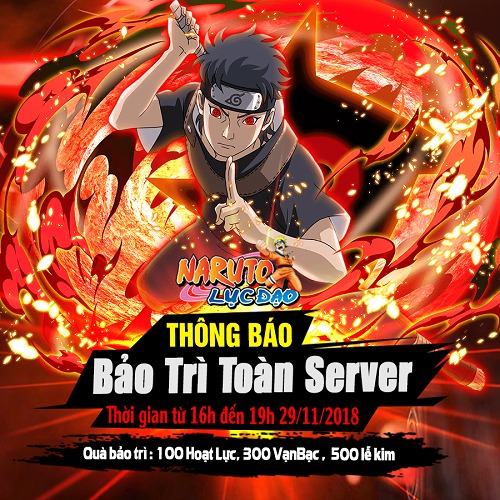 NARUTO
LỤC ĐẠO
THÔNG BÁO
Bảo Trì Toàn Server
Thời gian từ 16h đến 19h 29/11/2018
Quà bảo trì : 100 Hoạt Lực, 300 VạnBạc , 500 lễ kim